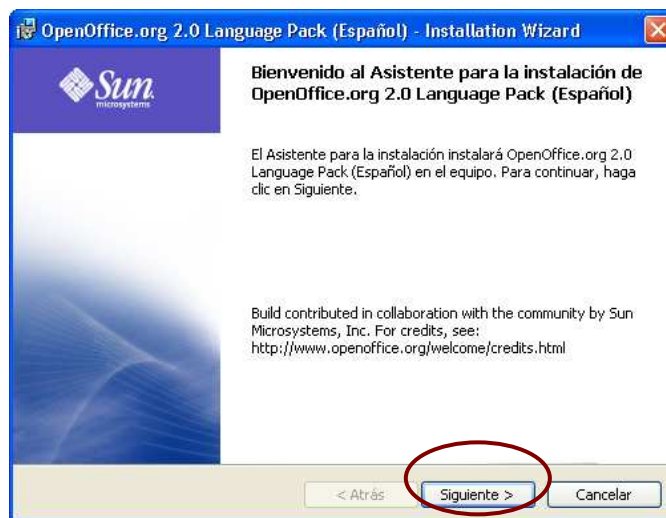 OpenOffice.org 2.0 Language Pack (Español) - Installation Wizard
Sun
microsystems
Bienvenido al Asistente para la instalación de
OpenOffice.org 2.0 Language Pack (Español)
El Asistente para la instalación instalará OpenOffice.org 2.0
Language Pack (Español) en el equipo. Para continuar, haga
clic en Siguiente.
Build contributed in collaboration with the community by Sun
Microsystems, Inc. For credits, see:
http://www.openoffice.org/welcome/credits.html
< Atrás
Siguiente >
Cancelar